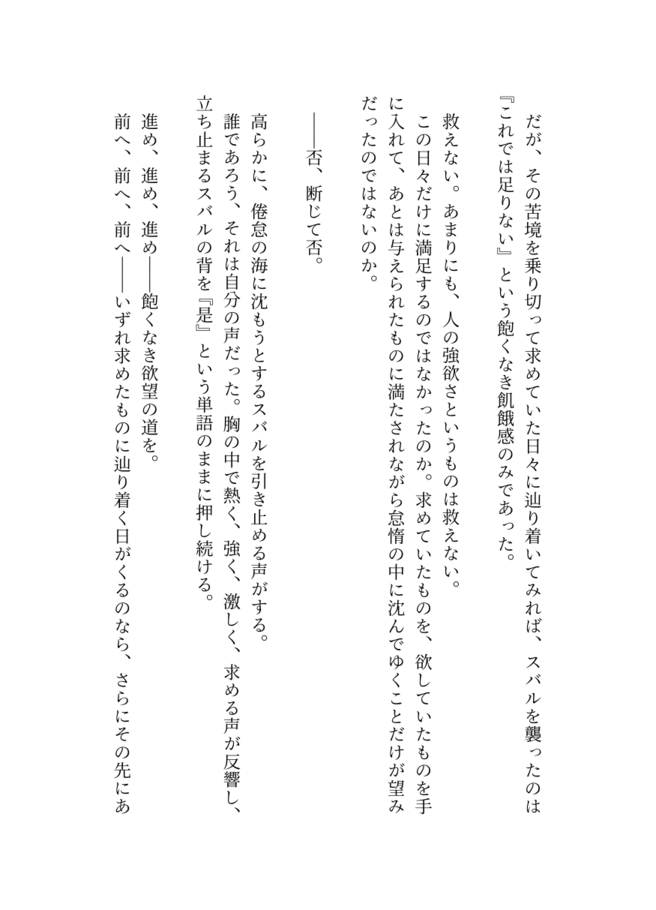 だが、その苦境を乗り切って求めていた日々に辿り着いてみれば、スバルを襲ったのは
『これでは足りない』という飽くなき飢餓感のみであった。
救えない。あまりにも、人の強欲さというものは救えない。
この日々だけに満足するのではなかったのか。求めていたものを、欲していたものを手
に入れて、あとは与えられたものに満たされながら怠惰の中に沈んでゆくことだけが望み
だったのではないのか。
――否、断じて否。
高らかに、倦怠の海に沈もうとするスバルを引き止める声がする。
誰であろう、それは自分の声だった。胸の中で熱く、強く、激しく、求める声が反響し、
立ち止まるスバルの背を『是』という単語のままに押し続ける。
進め、進め、進め――飽くなき欲望の道を。
前へ、前へ、前へ――いずれ求めたものに辿り着く日がくるのなら、さらにその先にあ